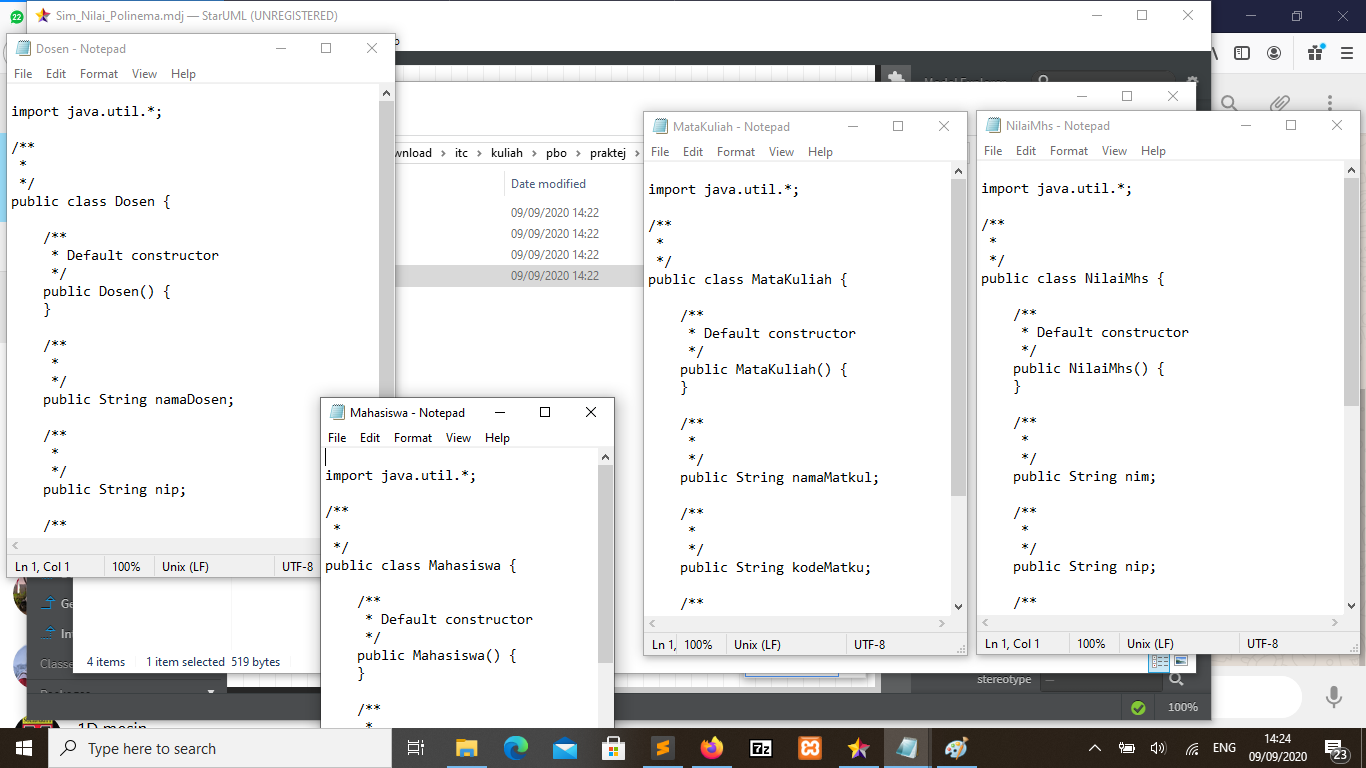 22
Sim_Nilai_Polinema.mdj — StarUML (UNREGISTERED)
Dosen - Notepad
File Edit Format View Help
import java.util.*;
/**
*
*/
public class Dosen {
/**
* Default constructor
*/
public Dosen() {
}
/**
*
*/
public String namaDosen;
/**
*
*/
public String nip;
/**
Ln 1, Col 1 100% Unix (LF) UTF-8
wnload > itc > kuliah > pbo > praktej >
Date modified
09/09/2020 14:22
09/09/2020 14:22
09/09/2020 14:22
09/09/2020 14:22
Mahasiswa - Notepad
File Edit Format View Help
import java.util.*;
/**
*
*/
public class Mahasiswa {
/**
* Default constructor
*/
public Mahasiswa() {
}
/**
*
MataKuliah - Notepad
File Edit Format View Help
import java.util.*;
/**
*
*/
public class MataKuliah {
/**
* Default constructor
*/
public MataKuliah() {
}
/**
*
*/
public String namaMatkul;
/**
*
*/
public String kodeMatku;
/**
Ln 1, 100% Unix (LF) UTF-8
NilaiMhs - Notepad
File Edit Format View Help
import java.util.*;
/**
*
*/
public class NilaiMhs {
/**
* Default constructor
*/
public NilaiMhs() {
}
/**
*
*/
public String nim;
/**
*
*/
public String nip;
/**
Ln 1, Col 1 100% Unix (LF) UTF-8
Ge
Int
Classe
4 items 1 item selected 519 bytes
stereotype —
100%
1D mesin
Type here to search
7z
ENG
14:24
09/09/2020
23